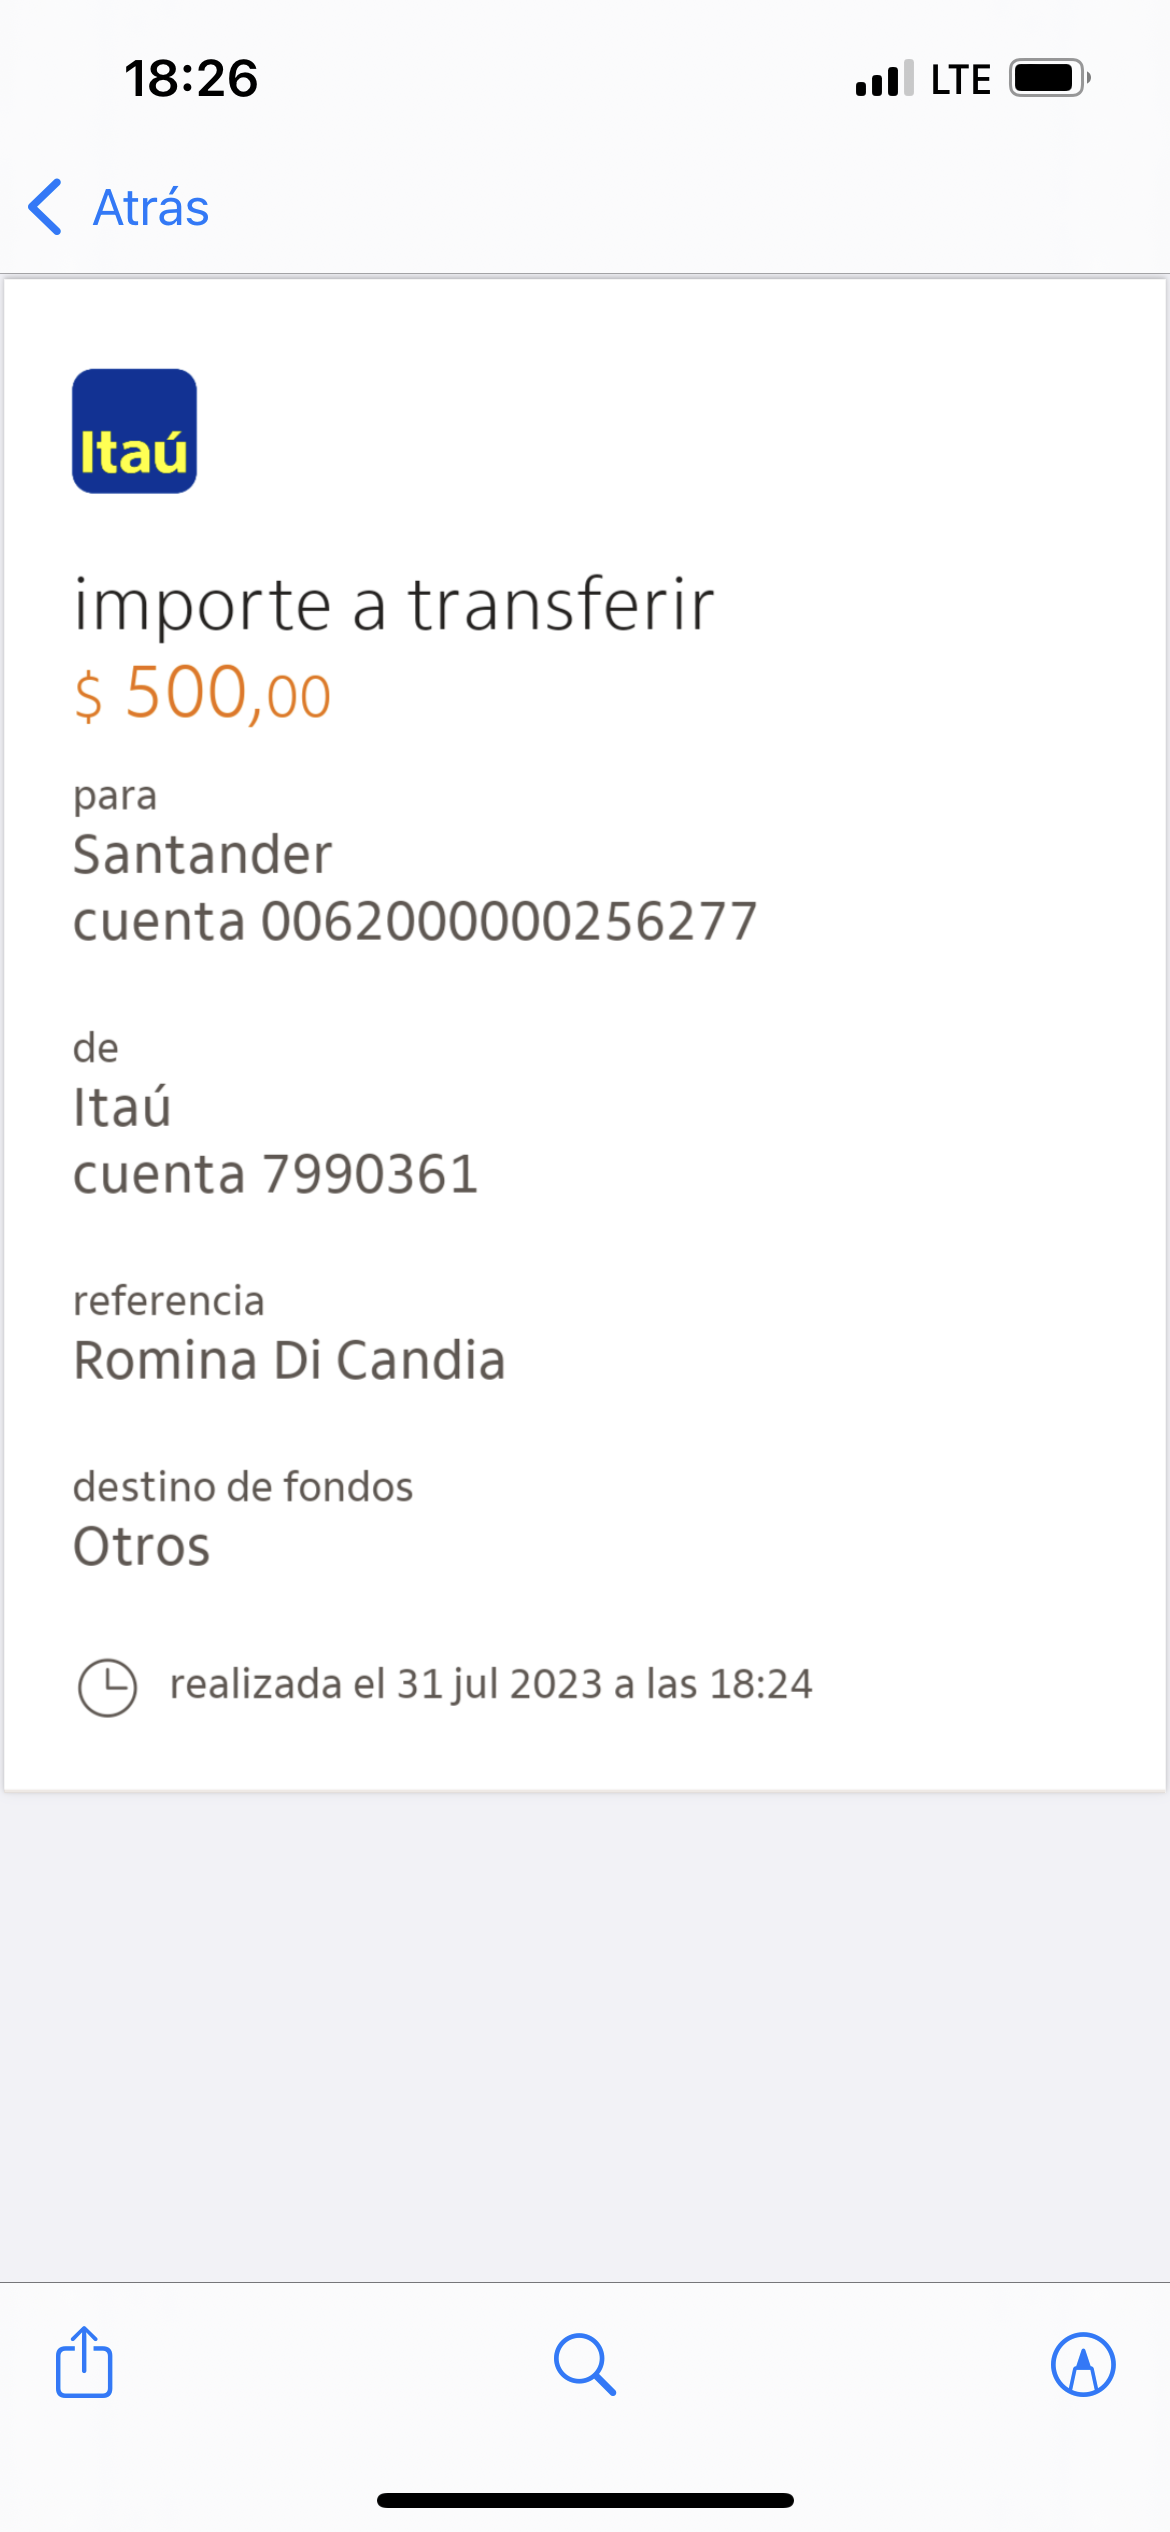 18:26
LTE
Atrás
Itaú
importe a transferir
$ 500,00
para
Santander
cuenta 0062000000256277
de
Itaú
cuenta 7990361
referencia
Romina Di Candia
destino de fondos
Otros
realizada el 31 jul 2023 a las 18:24